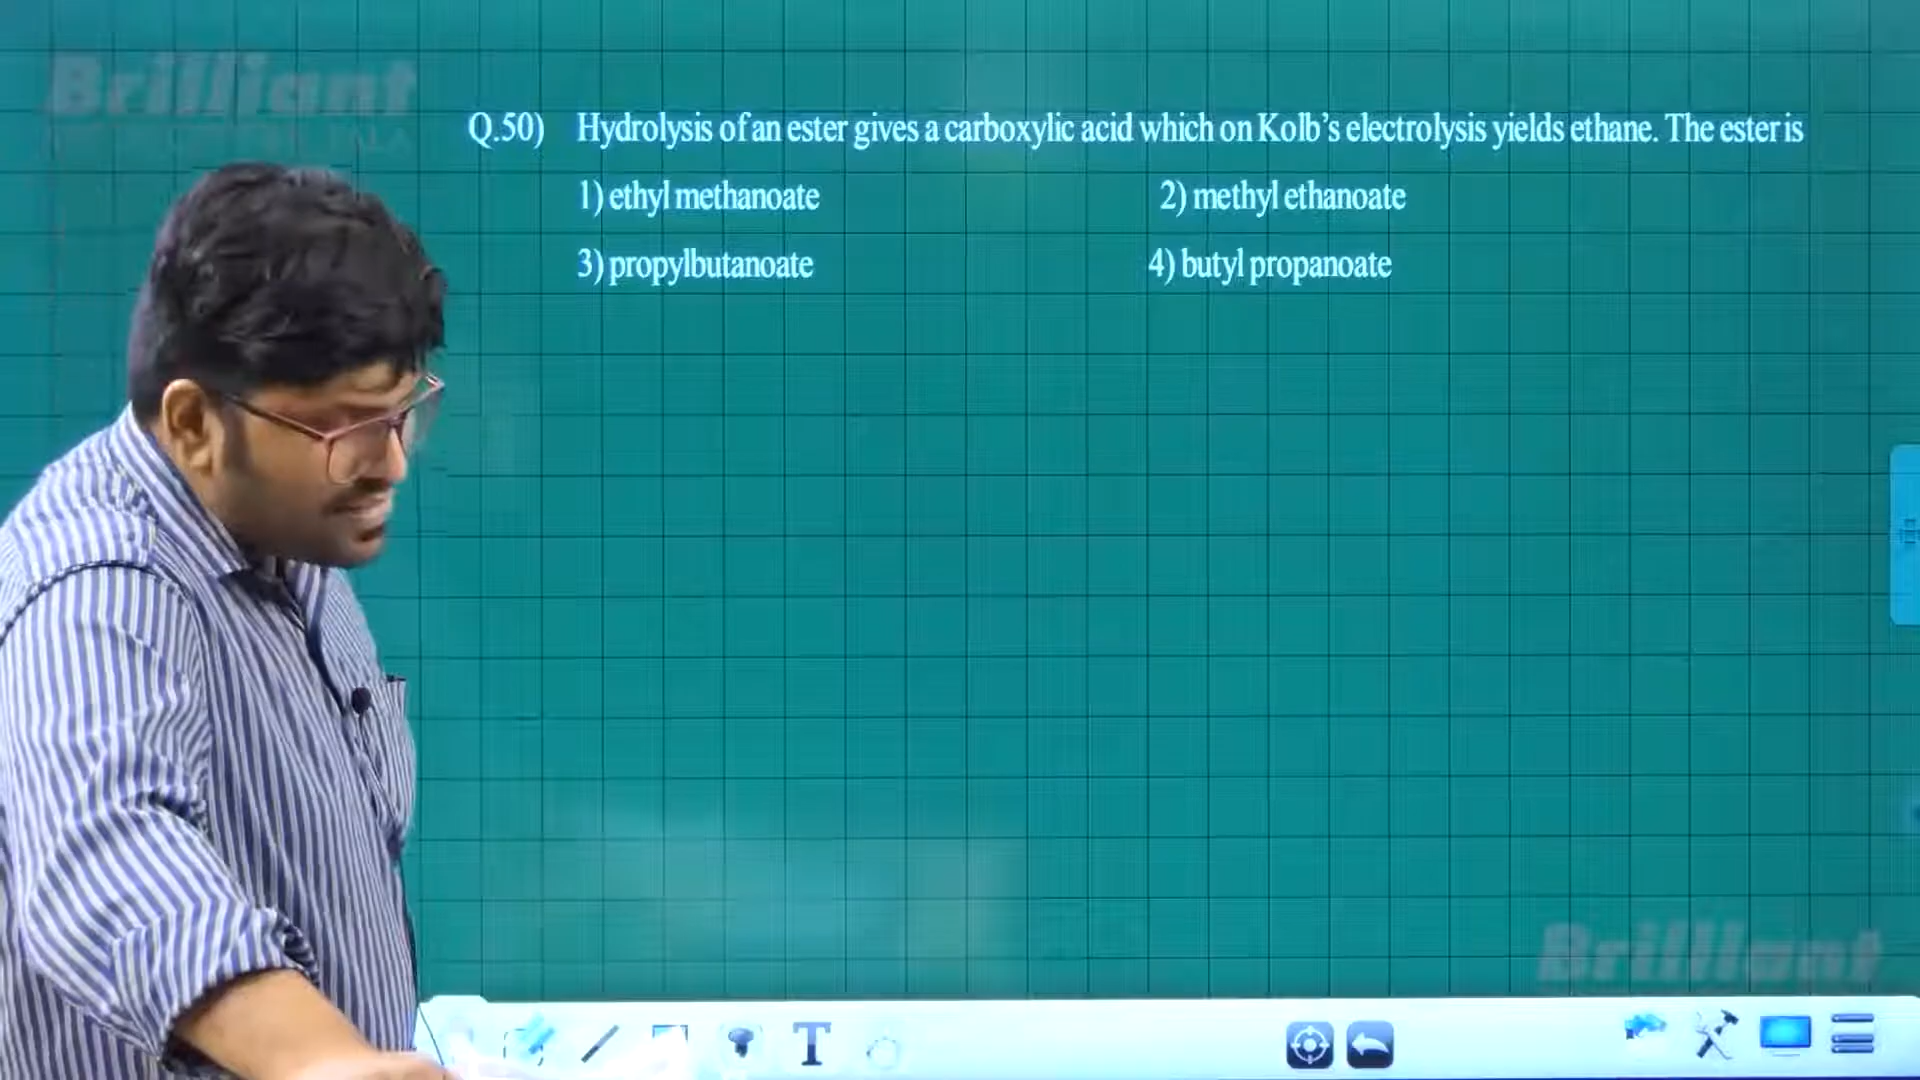 Brilliant
Q.50) Hydrolysis of an ester gives a carboxylic acid which on Kolb's electrolysis yields ethane. The ester is
1) ethyl methanoate 2) methyl ethanoate
3) propylbutanoate 4) butyl propanoate
Brilliant
T